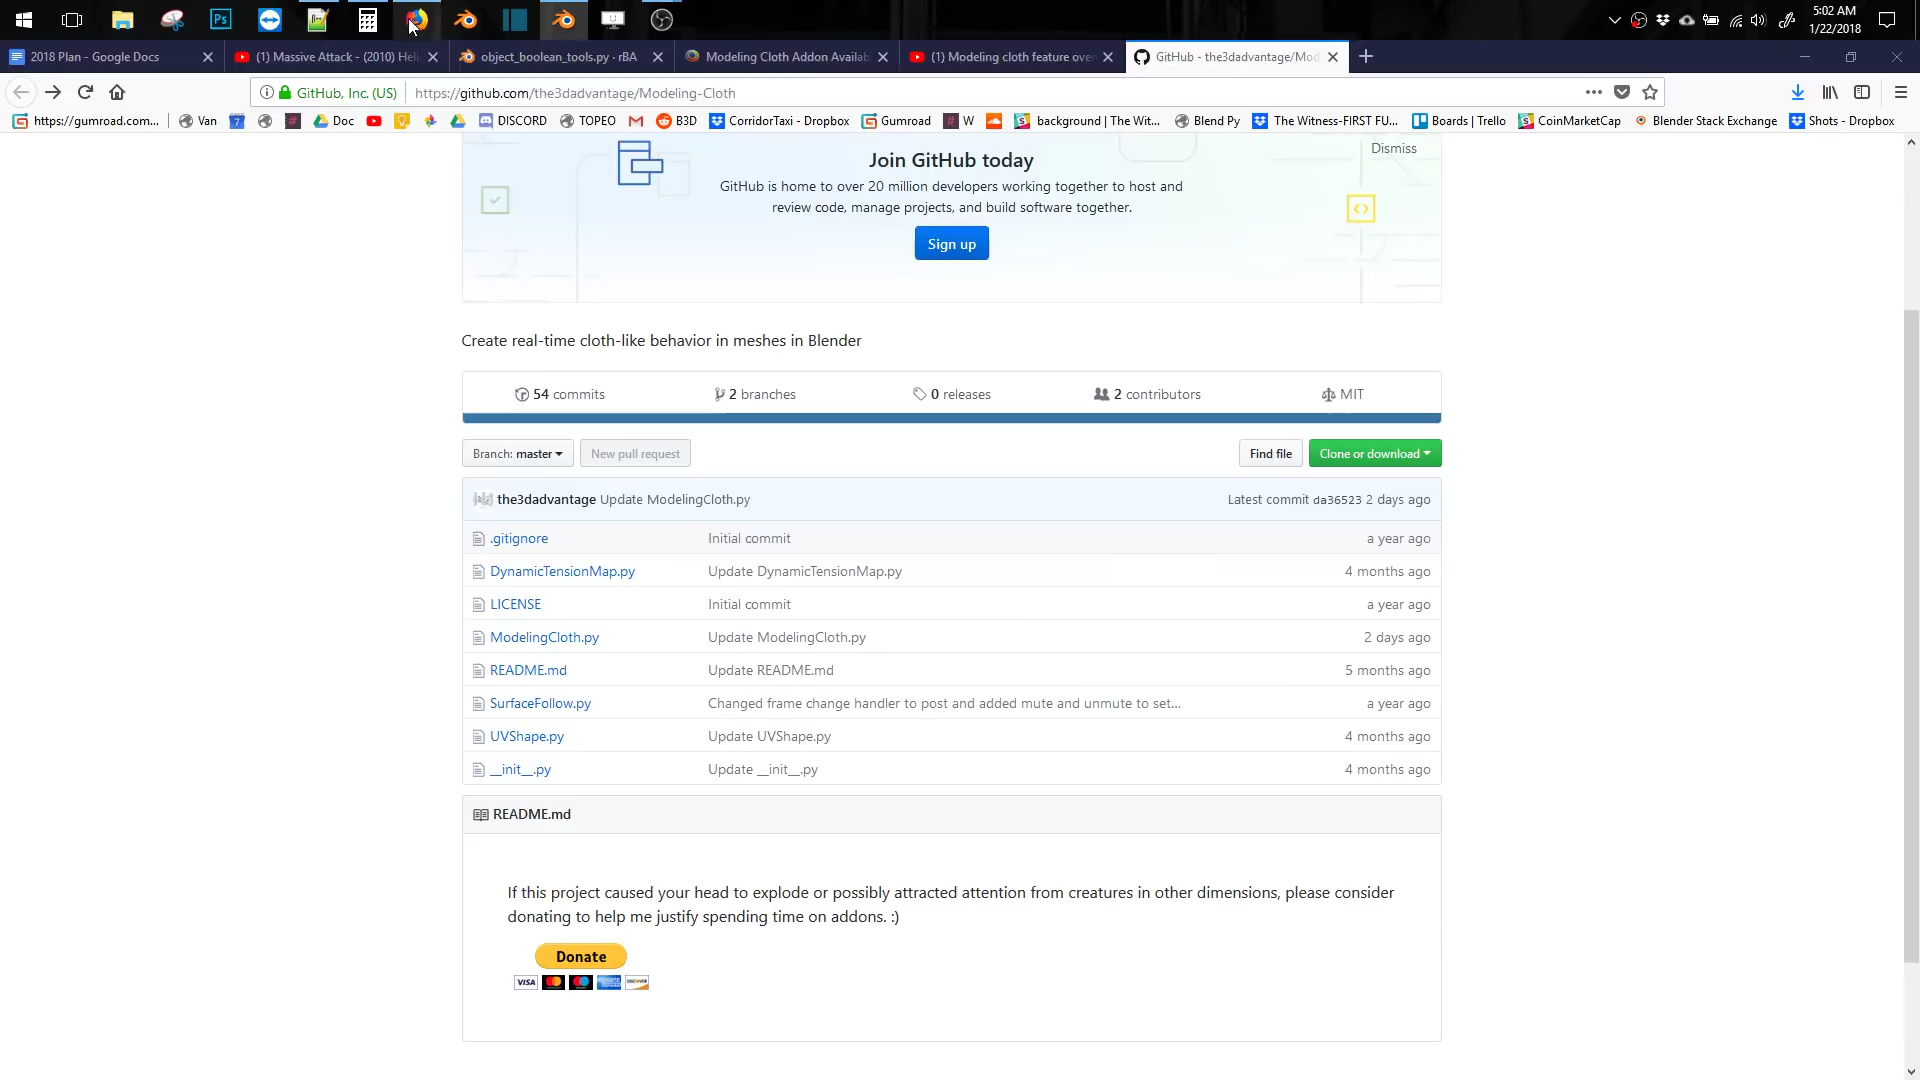 5:02 AM
1/22/2018
2018 Plan - Google Docs
(1) Massive Attack - (2010) Heli
object_boolean_tools.py · rBA
Modeling Cloth Addon Availab
(1) Modeling cloth feature over
GitHub - the3dadvantage/Mod
GitHub, Inc. (US)
https://github.com/the3dadvantage/Modeling-Cloth
https://gumroad.com...
Van
Doc
DISCORD
TOPEO
B3D
CorridorTaxi - Dropbox
Gumroad
W
background | The Wit...
Blend Py
The Witness-FIRST FU...
Boards | Trello
CoinMarketCap
Blender Stack Exchange
Shots - Dropbox
Join GitHub today
Dismiss
GitHub is home to over 20 million developers working together to host and
review code, manage projects, and build software together.
Sign up
Create real-time cloth-like behavior in meshes in Blender
54 commits
2 branches
0 releases
2 contributors
MIT
Branch: master
New pull request
Find file
Clone or download
the3dadvantage Update ModelingCloth.py
Latest commit da36523 2 days ago
.gitignore
Initial commit
a year ago
DynamicTensionMap.py
Update DynamicTensionMap.py
4 months ago
LICENSE
Initial commit
a year ago
ModelingCloth.py
Update ModelingCloth.py
2 days ago
README.md
Update README.md
5 months ago
SurfaceFollow.py
Changed frame change handler to post and added mute and unmute to set...
a year ago
UVShape.py
Update UVShape.py
4 months ago
__init__.py
Update __init__.py
4 months ago
README.md
If this project caused your head to explode or possibly attracted attention from creatures in other dimensions, please consider
donating to help me justify spending time on addons. :)
Donate
VISA